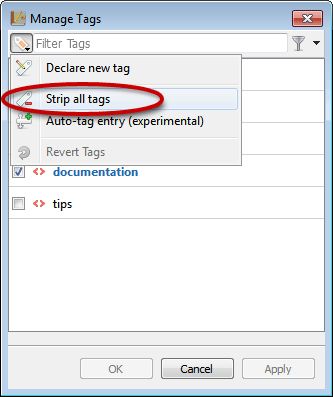 Manage Tags
Filter Tags
Declare new tag
Strip all tags
Auto-tag entry (experimental)
Revert Tags
documentation
tips
OK Cancel Apply